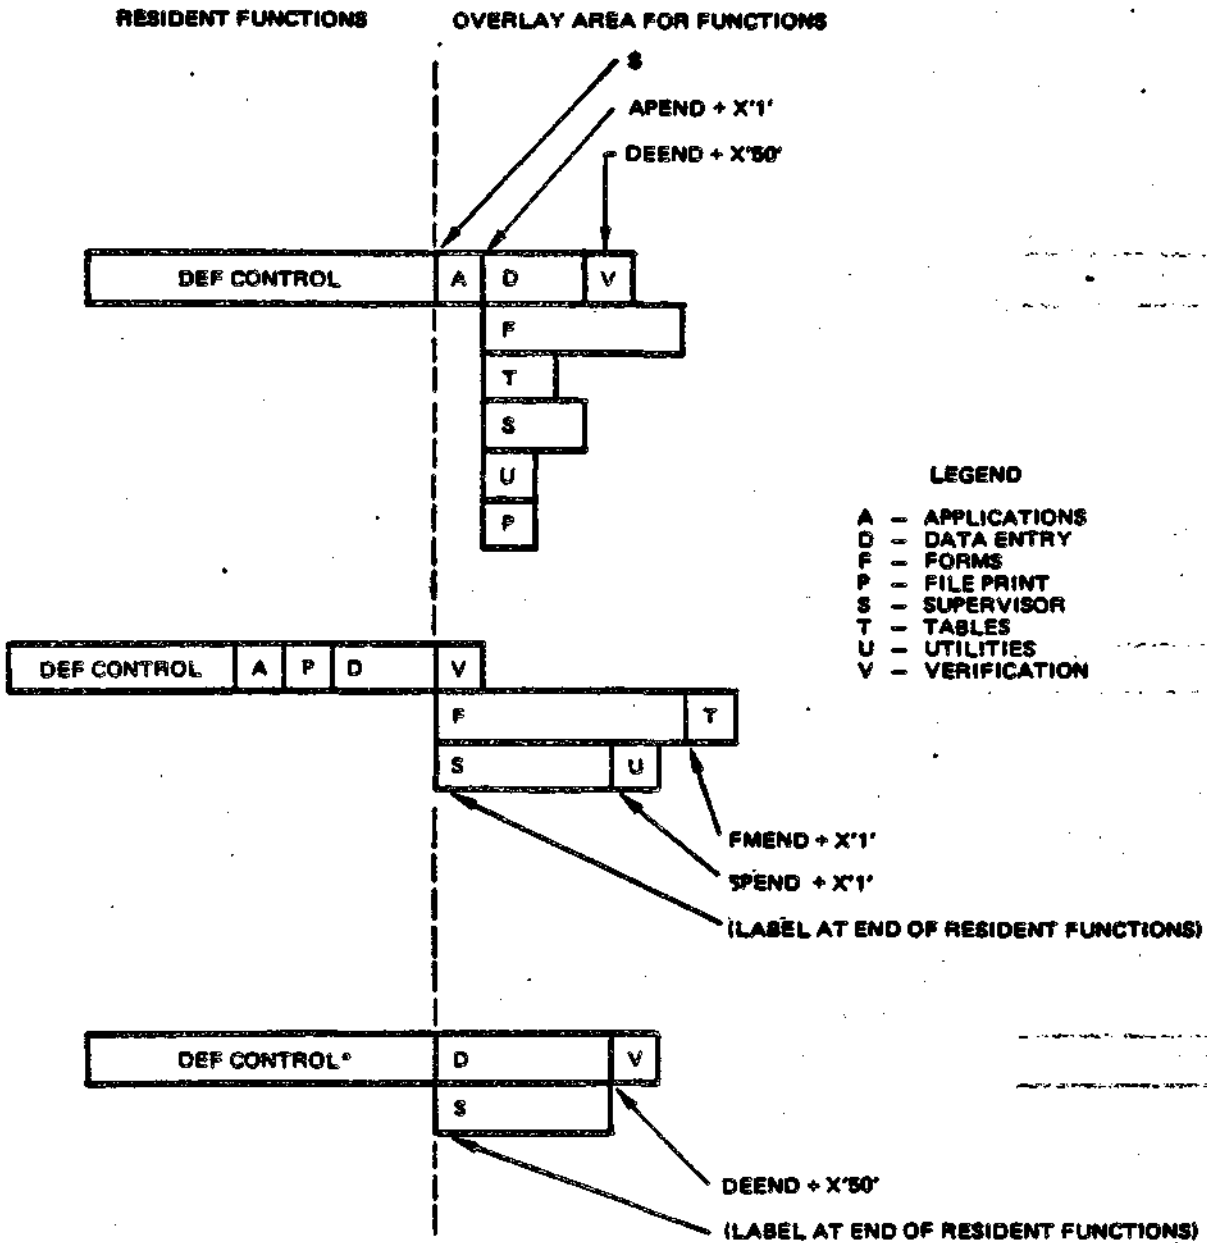 RESIDENT FUNCTIONS
OVERLAY AREA FOR FUNCTIONS
$
APEND + X'1'
DEEND + X'50'
DEF CONTROL A D V
F
T
S
U
P
LEGEND
A – APPLICATIONS
D – DATA ENTRY
F – FORMS
P – FILE PRINT
S – SUPERVISOR
T – TABLES
U – UTILITIES
V – VERIFICATION
DEF CONTROL A P D V
F T
S U
FMEND + X'1'
SPEND + X'1'
(LABEL AT END OF RESIDENT FUNCTIONS)
DEF CONTROL* D V
S
DEEND + X'50'
(LABEL AT END OF RESIDENT FUNCTIONS)